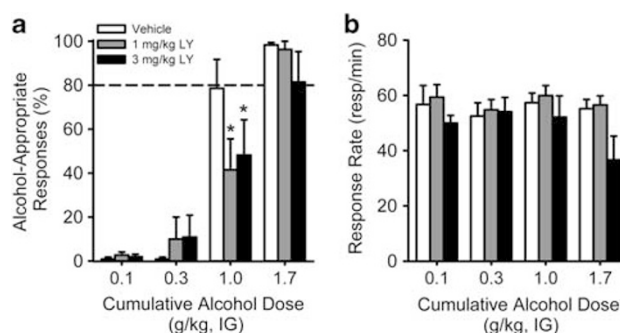 a
Vehicle
1 mg/kg LY
3 mg/kg LY
Alcohol-Appropriate
Responses (%)
100
80
60
40
20
0
*
*
0.1 0.3 1.0 1.7
Cumulative Alcohol Dose
(g/kg, IG)
b
Response Rate (resp/min)
80
60
40
20
0
0.1 0.3 1.0 1.7
Cumulative Alcohol Dose
(g/kg, IG)